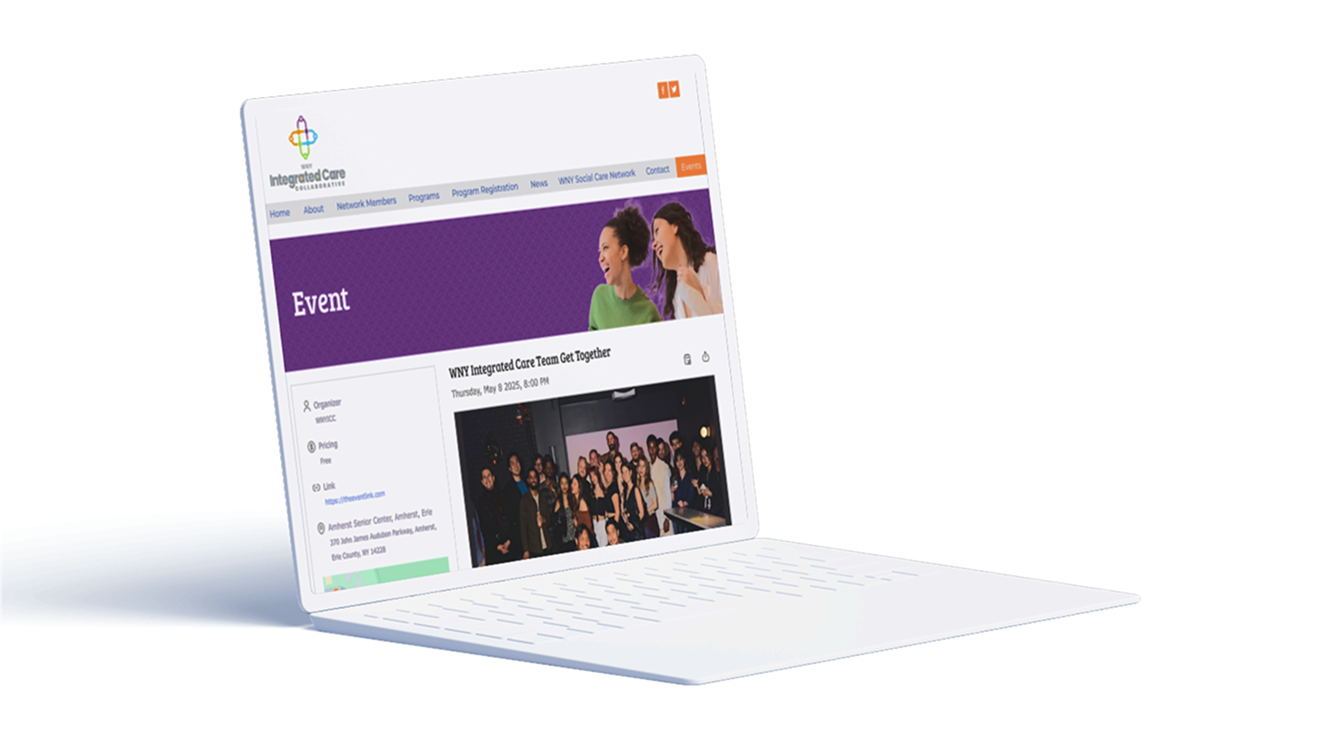 WNY
Integrated Care
COLLABORATIVE
Home About Network Members Programs Program Registration News WNY Social Care Network Contact Events
Event
WNY Integrated Care Team Get Together
Thursday, May 8 2025, 8:00 PM
Organizer
WNYICC
Pricing
Free
Link
https://theeventlink.com
Amherst Senior Center, Amherst, Erie
370 John James Audubon Parkway, Amherst,
Erie County, NY 14228